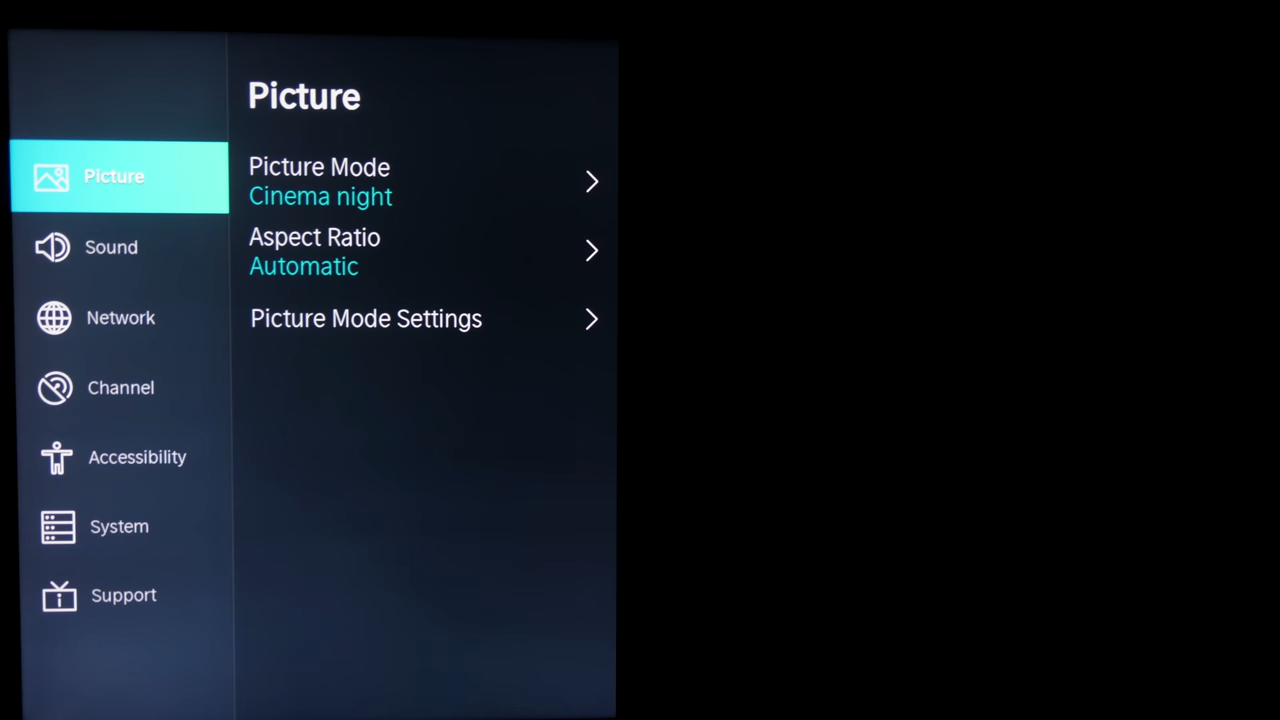 Picture
Sound
Network
Channel
Accessibility
System
Support
Picture
Picture Mode
Cinema night
Aspect Ratio
Automatic
Picture Mode Settings